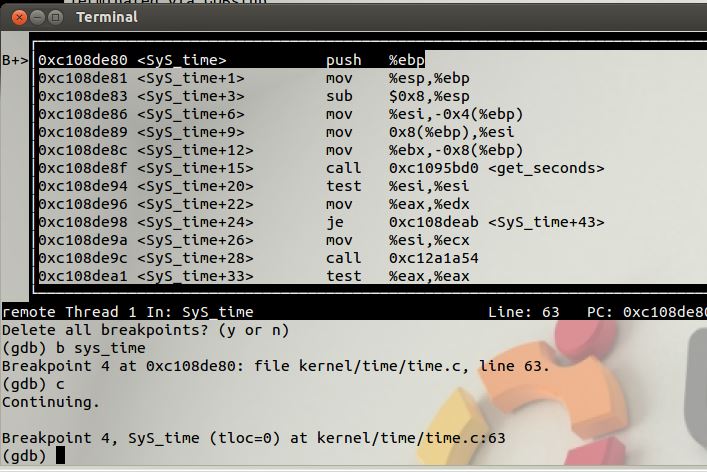 Terminal
0xc108de80 <SyS_time> push %ebp
B+>
0xc108de81 <SyS_time+1> mov %esp,%ebp
0xc108de83 <SyS_time+3> sub $0x8,%esp
0xc108de86 <SyS_time+6> mov %esi,-0x4(%ebp)
0xc108de89 <SyS_time+9> mov 0x8(%ebp),%esi
0xc108de8c <SyS_time+12> mov %ebx,-0x8(%ebp)
0xc108de8f <SyS_time+15> call 0xc1095bd0 <get_seconds>
0xc108de94 <SyS_time+20> test %esi,%esi
0xc108de96 <SyS_time+22> mov %eax,%edx
0xc108de98 <SyS_time+24> je 0xc108deab <SyS_time+43>
0xc108de9a <SyS_time+26> mov %esi,%ecx
0xc108de9c <SyS_time+28> call 0xc12a1a54
0xc108dea1 <SyS_time+33> test %eax,%eax
remote Thread 1 In: SyS_time Line: 63 PC: 0xc108de80
Delete all breakpoints? (y or n)
(gdb) b sys_time
Breakpoint 4 at 0xc108de80: file kernel/time/time.c, line 63.
(gdb) c
Continuing.
Breakpoint 4, SyS_time (tloc=0) at kernel/time/time.c:63
(gdb)